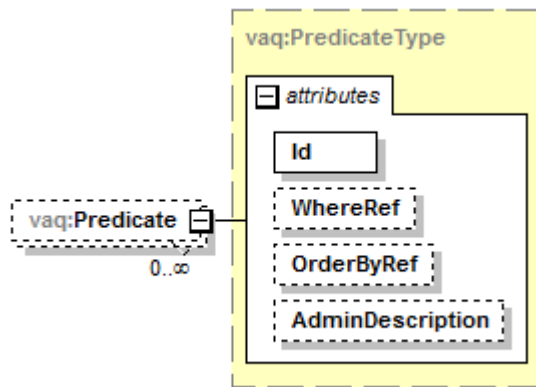 vaq:PredicateType
attributes
Id
WhereRef
vaq:Predicate
OrderByRef
0..∞
AdminDescription